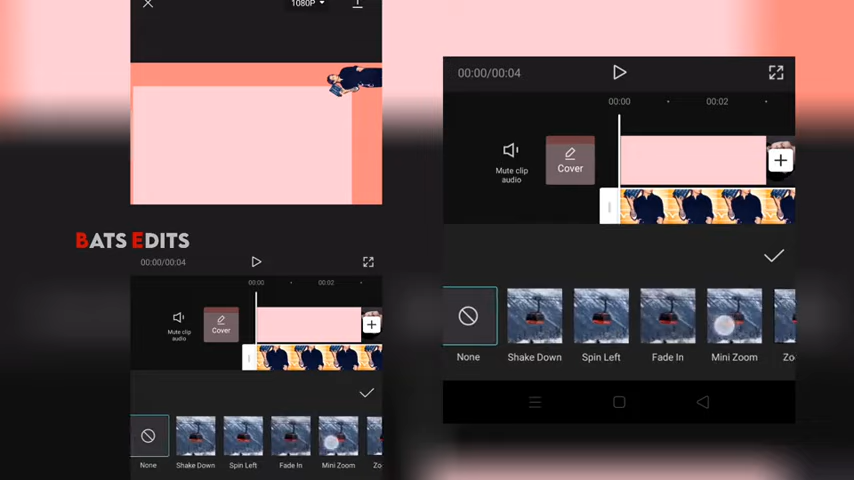 1080P
BATS EDITS
00:00/00:04
00:00
00:02
Mute clip
audio
Cover
None
Shake Down
Spin Left
Fade In
Mini Zoom
Zo
00:00/00:04
00:00
00:02
Mute clip
audio
Cover
None
Shake Down
Spin Left
Fade In
Mini Zoom
Zo